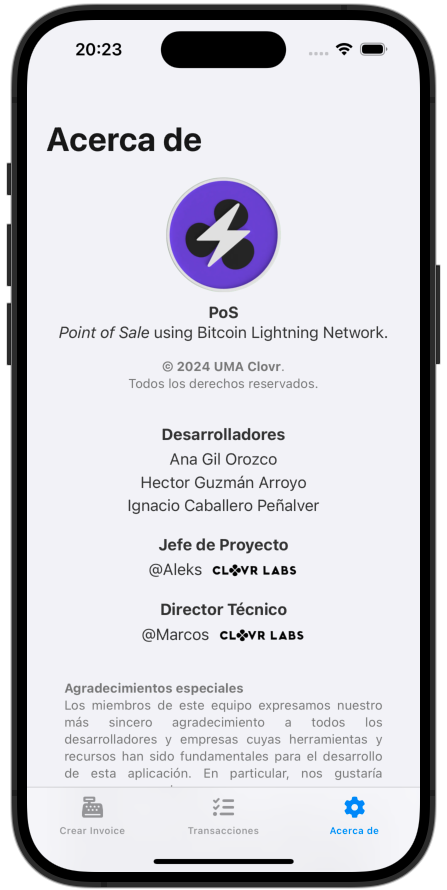 20:23
Acerca de
PoS
Point of Sale using Bitcoin Lightning Network.
© 2024 UMA Clovr.
Todos los derechos reservados.
Desarrolladores
Ana Gil Orozco
Hector Guzmán Arroyo
Ignacio Caballero Peñalver
Jefe de Proyecto
@Aleks CLOVR LABS
Director Técnico
@Marcos CLOVR LABS
Agradecimientos especiales
Los miembros de este equipo expresamos nuestro
más sincero agradecimiento a todos los
desarrolladores y empresas cuyas herramientas y
recursos han sido fundamentales para el desarrollo
de esta aplicación. En particular, nos gustaría
Crear Invoice
Transacciones
Acerca de